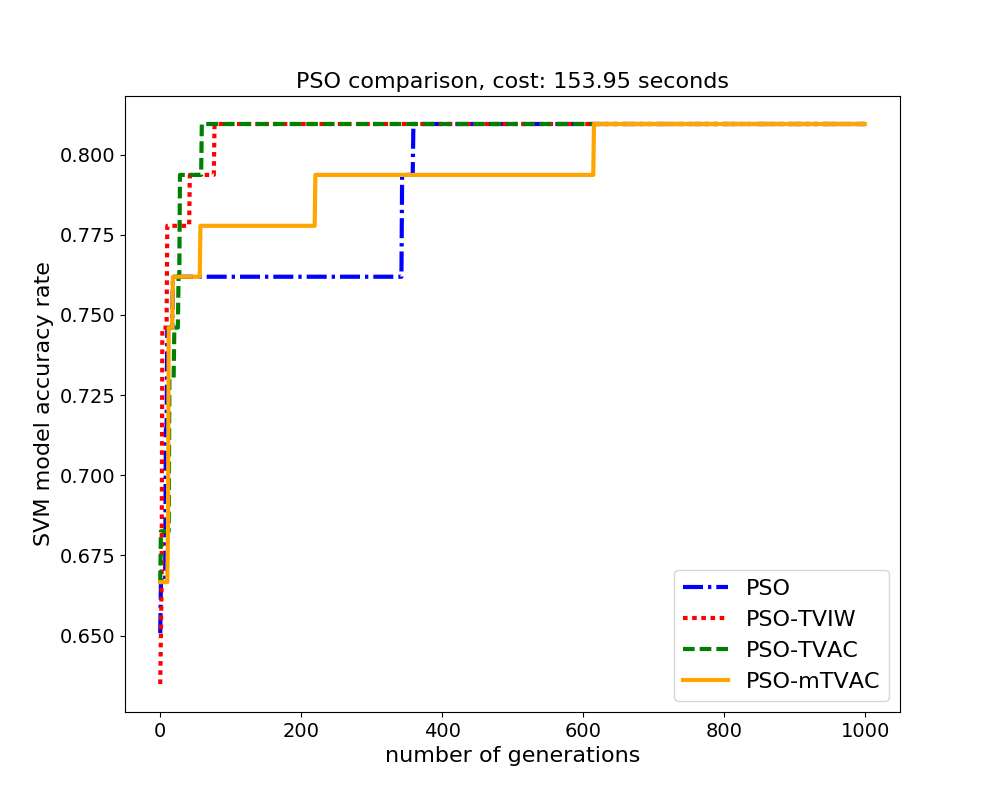 PSO comparison, cost: 153.95 seconds
SVM model accuracy rate
0.800
0.775
0.750
0.725
0.700
0.675
0.650
0 200 400 600 800 1000
number of generations
PSO
PSO-TVIW
PSO-TVAC
PSO-mTVAC